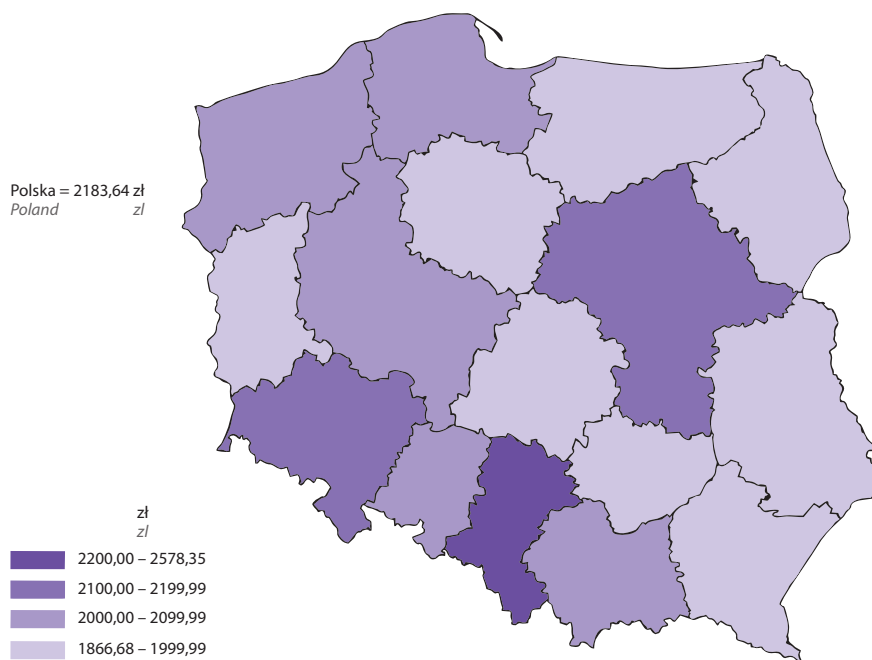 Polska = 2183,64 zł
Poland zl
zł
zl
2200,00 – 2578,35
2100,00 – 2199,99
2000,00 – 2099,99
1866,68 – 1999,99